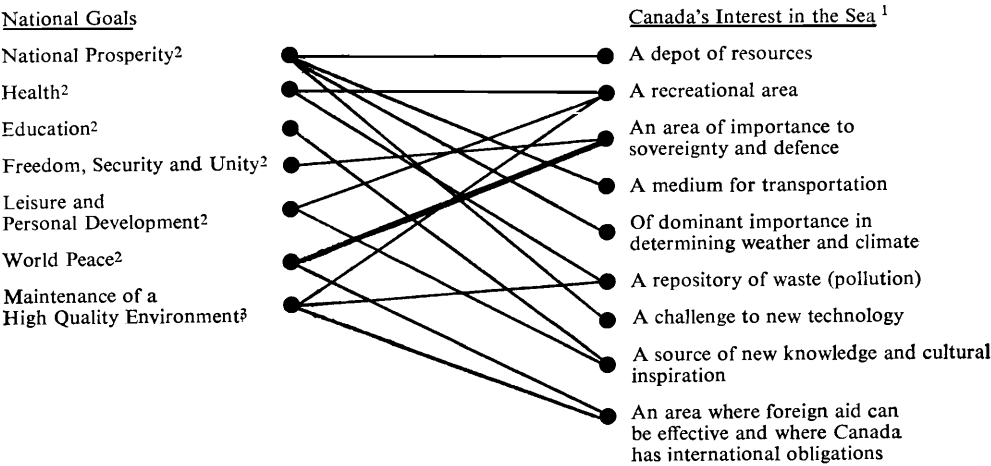 National Goals
National Prosperity²
Health²
Education²
Freedom, Security and Unity²
Leisure and
Personal Development²
World Peace²
Maintenance of a
High Quality Environment³
Canada's Interest in the Sea ¹
A depot of resources
A recreational area
An area of importance to
sovereignty and defence
A medium for transportation
Of dominant importance in
determining weather and climate
A repository of waste (pollution)
A challenge to new technology
A source of new knowledge and cultural
inspiration
An area where foreign aid can
be effective and where Canada
has international obligations